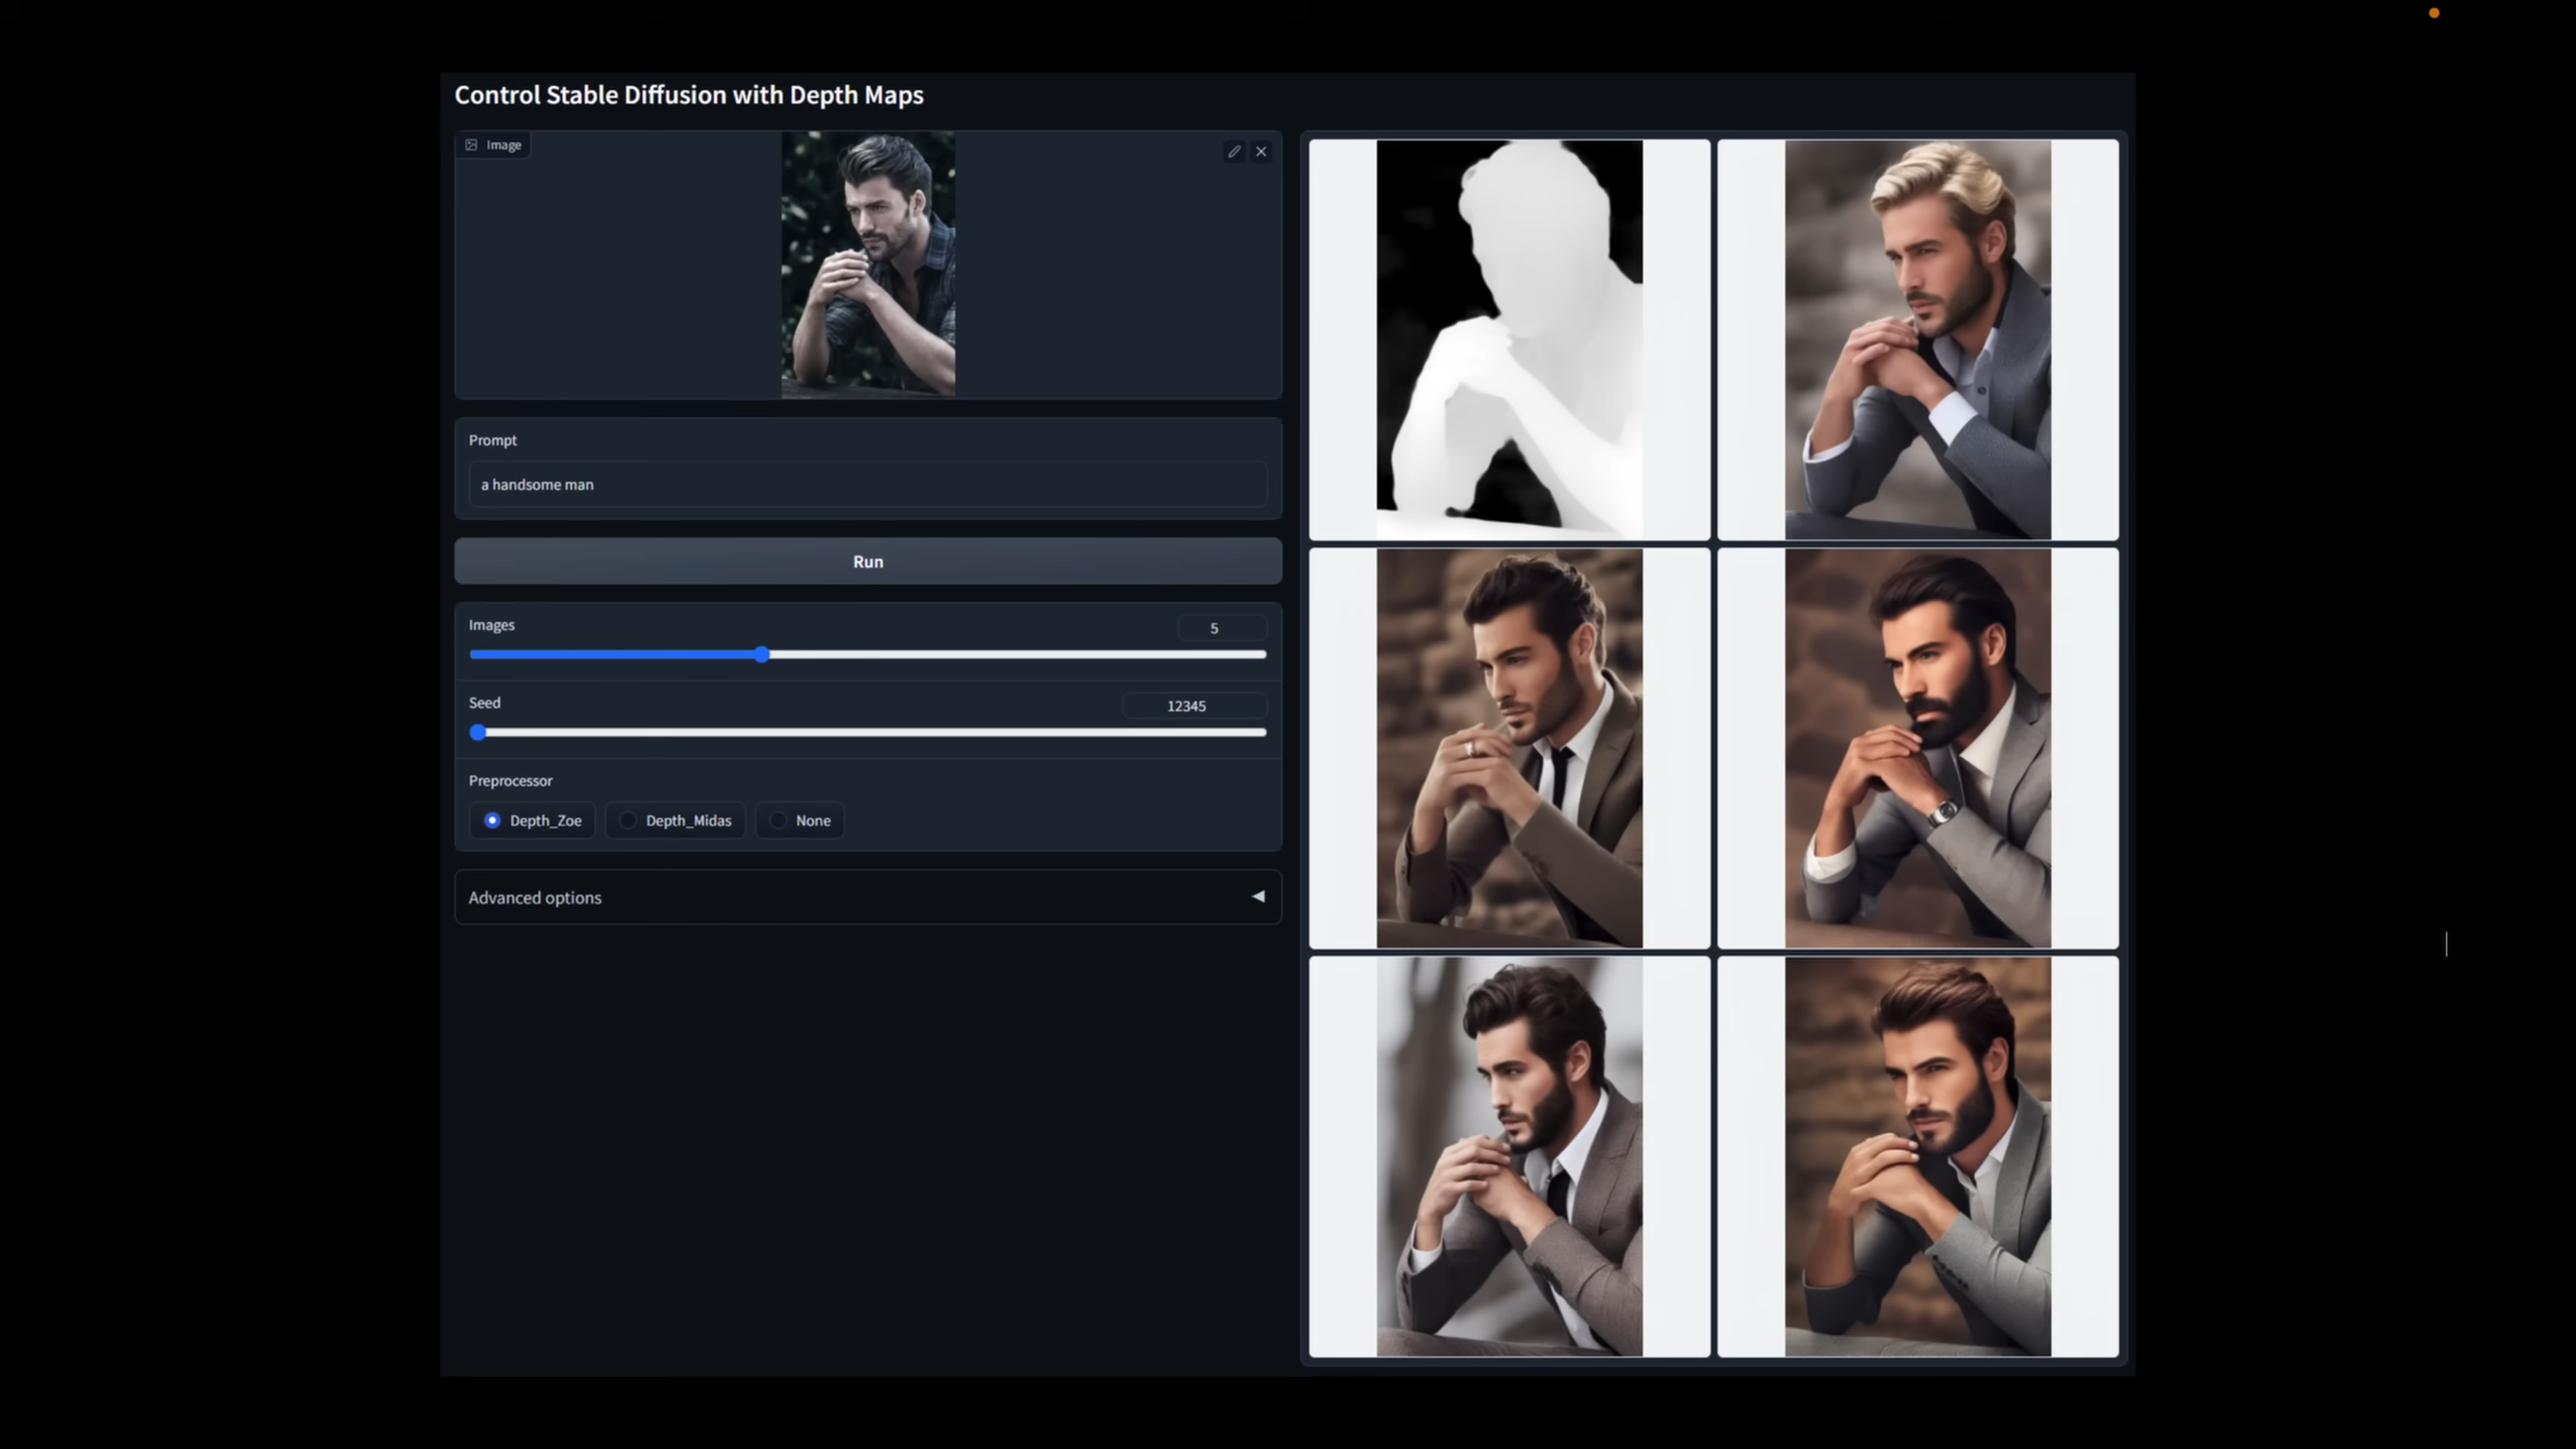 Control Stable Diffusion with Depth Maps
Image
Prompt
a handsome man
Run
Images
5
Seed
12345
Preprocessor
Depth_Zoe
Depth_Midas
None
Advanced options